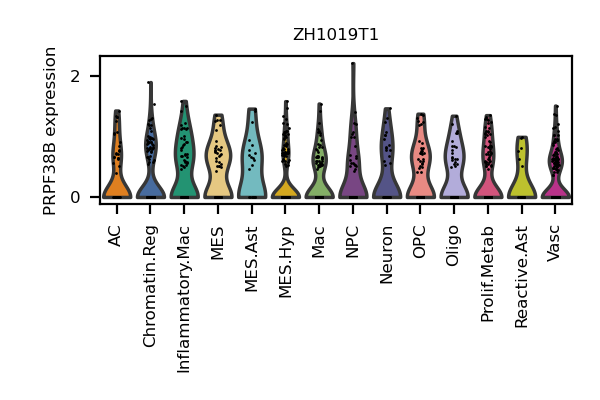 ZH1019T1
PRPF38B expression
2
0
AC
Chromatin.Reg
Inflammatory.Mac
MES
MES.Ast
MES.Hyp
Mac
NPC
Neuron
OPC
Oligo
Prolif.Metab
Reactive.Ast
Vasc